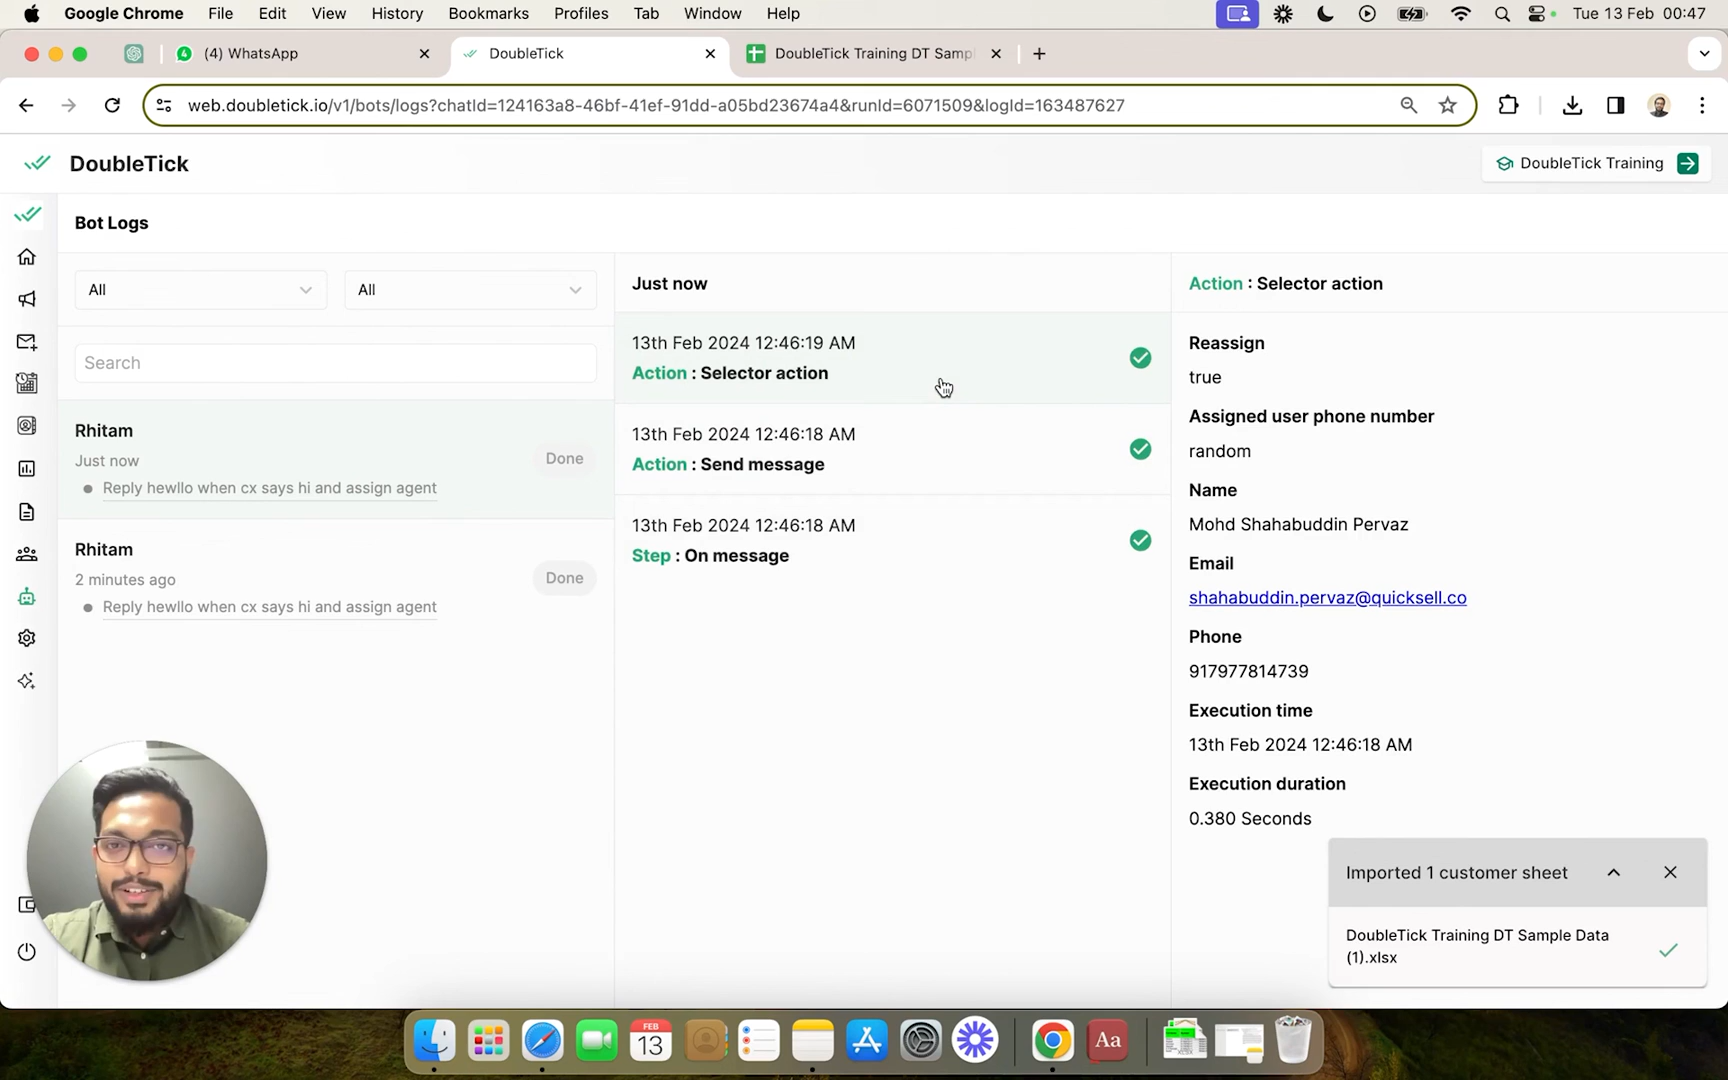 Google Chrome File Edit View History Bookmarks Profiles Tab Window Help Tue 13 Feb 00:47
(4) WhatsApp
DoubleTick
DoubleTick Training DT Samp
web.doubletick.io/v1/bots/logs?chatId=124163a8-46bf-41ef-91dd-a05bd23674a4&runId=6071509&logId=163487627
DoubleTick
DoubleTick Training
Bot Logs
All
All
Search
Rhitam
Just now
Done
Reply hewllo when cx says hi and assign agent
Rhitam
2 minutes ago
Done
Reply hewllo when cx says hi and assign agent
Just now
13th Feb 2024 12:46:19 AM
Action : Selector action
13th Feb 2024 12:46:18 AM
Action : Send message
13th Feb 2024 12:46:18 AM
Step : On message
Action : Selector action
Reassign
true
Assigned user phone number
random
Name
Mohd Shahabuddin Pervaz
Email
shahabuddin.pervaz@quicksell.co
Phone
917977814739
Execution time
13th Feb 2024 12:46:18 AM
Execution duration
0.380 Seconds
Imported 1 customer sheet
DoubleTick Training DT Sample Data
(1).xlsx
FEB
13
Aa